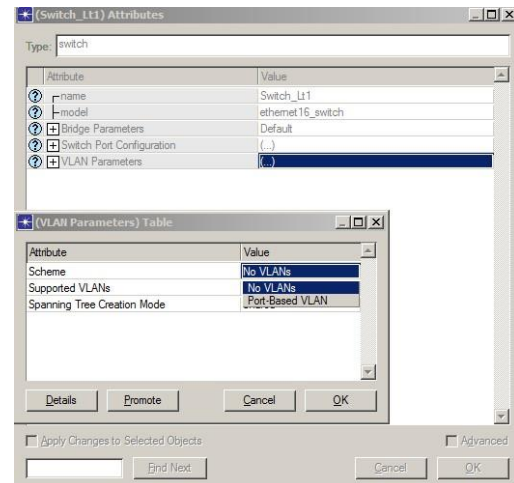 (Switch_Lt1) Attributes
Type: switch
Attribute Value
name Switch_Lt1
model ethernet16_switch
Bridge Parameters Default
Switch Port Configuration (...)
VLAN Parameters (...)
(VLAN Parameters) Table
Attribute Value
Scheme No VLANs
Supported VLANs No VLANs
Port-Based VLAN
Spanning Tree Creation Mode
Details Promote Cancel OK
Apply Changes to Selected Objects Advanced
Find Next Cancel OK